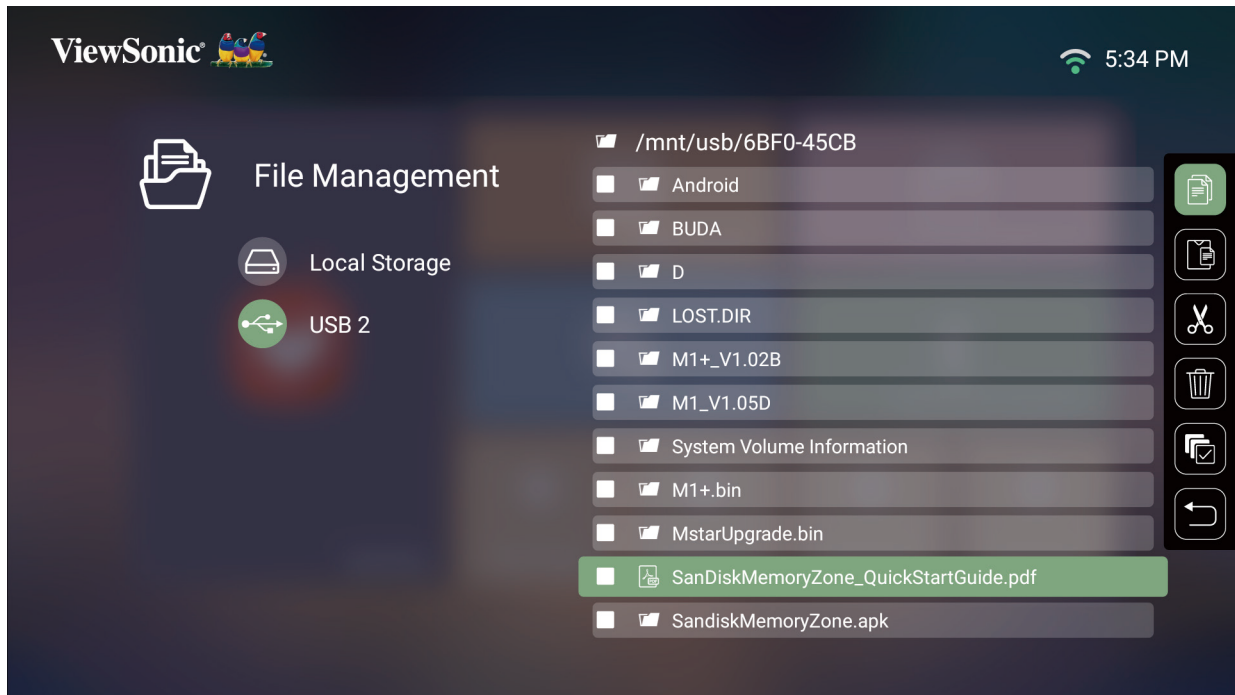 ViewSonic
5:34 PM
File Management
Local Storage
USB 2
/mnt/usb/6BF0-45CB
Android
BUDA
D
LOST.DIR
M1+_V1.02B
M1_V1.05D
System Volume Information
M1+.bin
MstarUpgrade.bin
SanDiskMemoryZone_QuickStartGuide.pdf
SandiskMemoryZone.apk